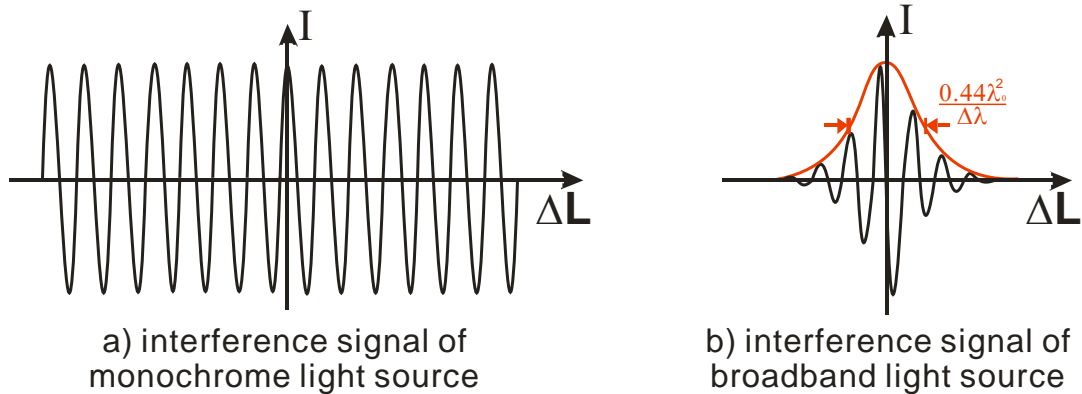 I
ΔL
a) interference signal of
monochrome light source
I
0.44λ₀²
Δλ
ΔL
b) interference signal of
broadband light source